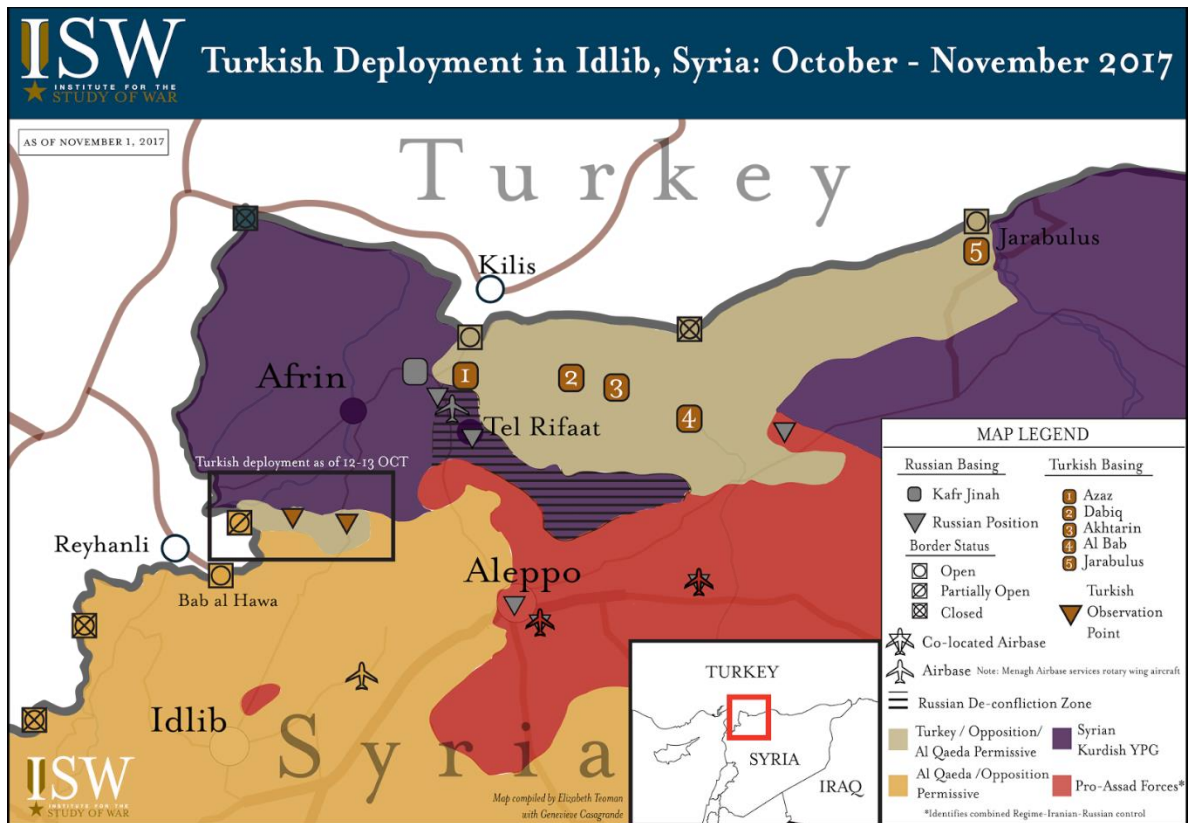 ISW
INSTITUTE FOR THE
STUDY OF WAR
Turkish Deployment in Idlib, Syria: October - November 2017
AS OF NOVEMBER 1, 2017
Turkey
Jarabulus
5
Kilis
Afrin
1
2
3
4
Tel Rifaat
Turkish deployment as of 12-13 OCT
Reyhanli
Bab al Hawa
Aleppo
Idlib
Syria
ISW
INSTITUTE FOR THE
STUDY OF WAR
Map compiled by Elizabeth Teoman
with Genevieve Casagrande
TURKEY
SYRIA
IRAQ
MAP LEGEND
Russian Basing
Kafr Jinah
Russian Position
Border Status
Open
Partially Open
Closed
Turkish Basing
1 Azaz
2 Dabiq
3 Akhtarin
4 Al Bab
5 Jarabulus
Turkish
Observation
Point
Co-located Airbase
Airbase Note: Menagh Airbase services rotary wing aircraft
Russian De-confliction Zone
Turkey / Opposition/
Al Qaeda Permissive
Syrian
Kurdish YPG
Al Qaeda /Opposition
Permissive
Pro-Assad Forces*
*Identifies combined Regime-Iranian-Russian control